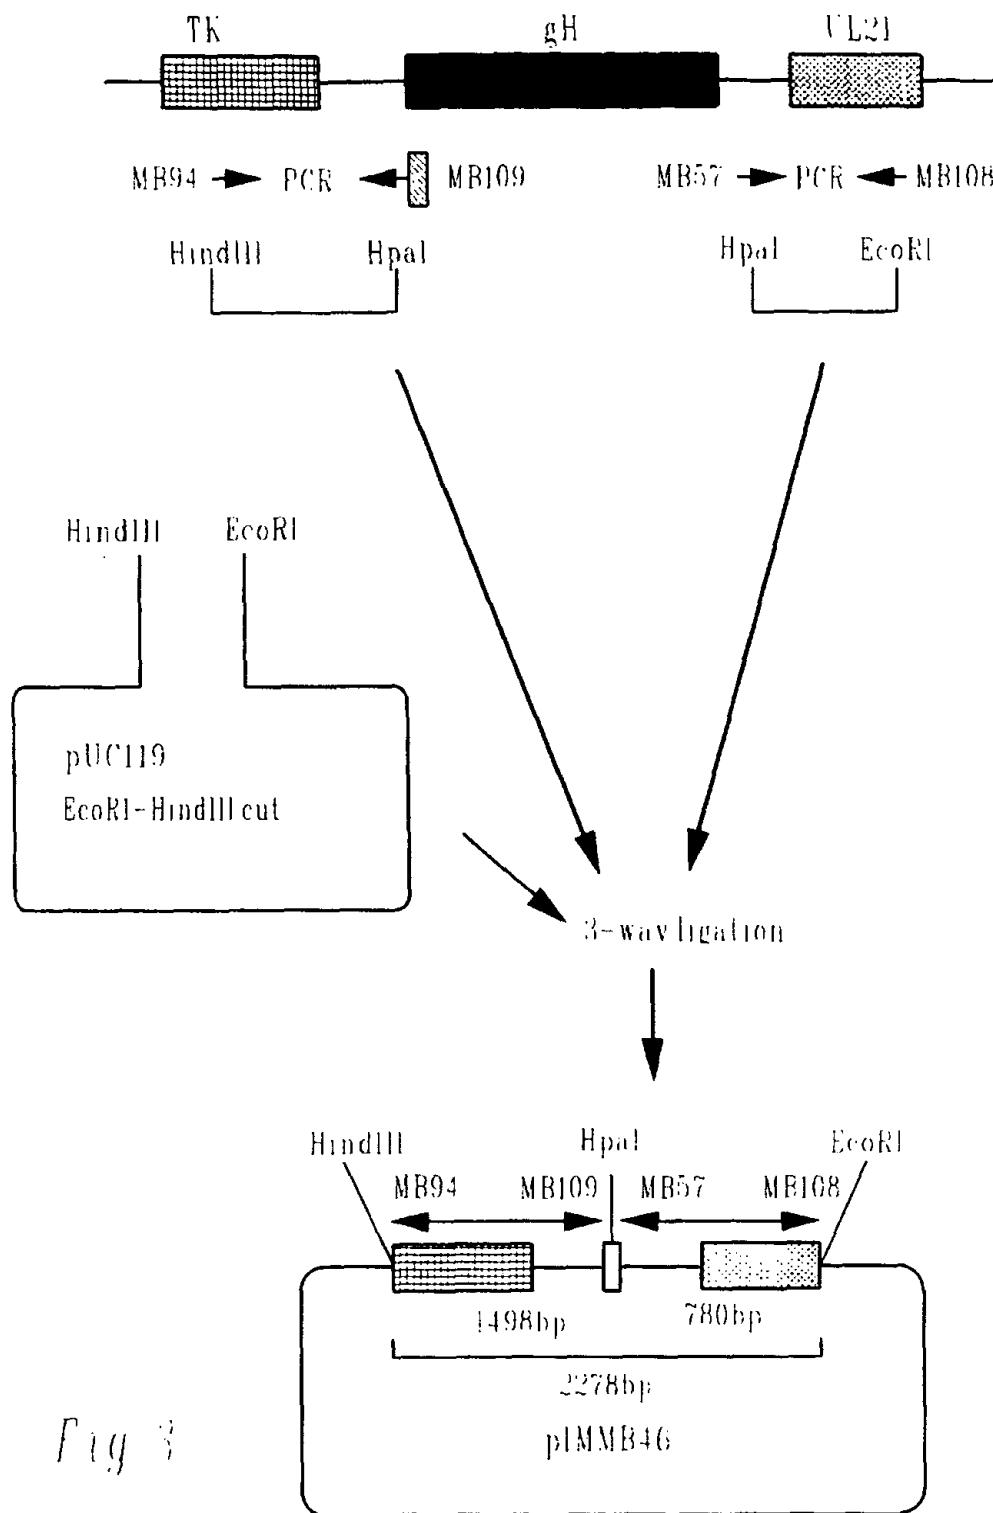 TK gH UL21
MB94 PCR MB109 MB57 PCR MB108
HindIII HpaI HpaI EcoRI
HindIII EcoRI
pUC119
EcoRI-HindIII cut
3-way ligation
HindIII HpaI EcoRI
MB94 MB109 MB57 MB108
1498bp 780bp
2278bp
pIMMB46
Fig 3